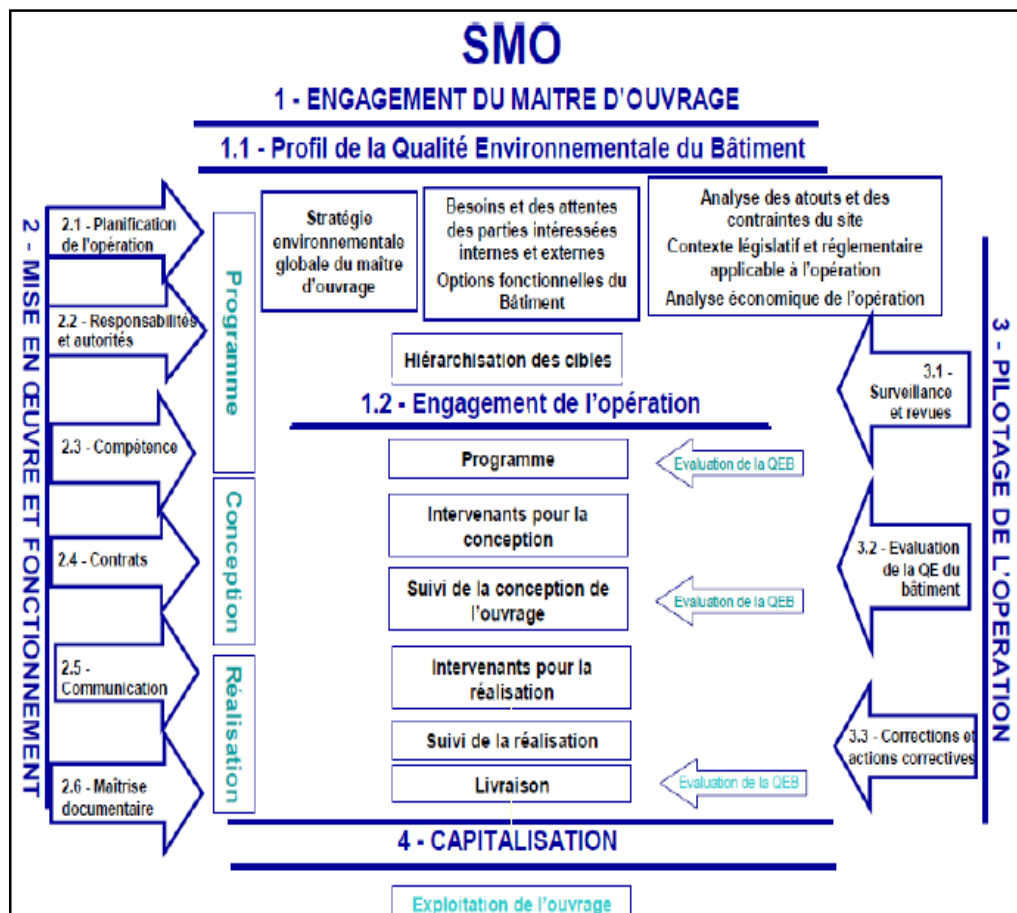 SMO
1 - ENGAGEMENT DU MAITRE D'OUVRAGE
1.1 - Profil de la Qualité Environnementale du Bâtiment
2 - MISE EN ŒUVRE ET FONCTIONNEMENT
2.1 - Planification
de l'opération
2.2 - Responsabilités
et autorités
2.3 - Compétence
2.4 - Contrats
2.5 -
Communication
2.6 - Maîtrise
documentaire
Programme
Conception
Réalisation
Stratégie
environnementale
globale du maître
d'ouvrage
Besoins et des attentes
des parties intéressées
internes et externes
Options fonctionnelles du
Bâtiment
Analyse des atouts et des
contraintes du site
Contexte législatif et réglementaire
applicable à l'opération
Analyse économique de l'opération
Hiérarchisation des cibles
1.2 - Engagement de l'opération
Programme
Evaluation de la QEB
Intervenants pour la
conception
Suivi de la conception de
l'ouvrage
Evaluation de la QEB
Intervenants pour la
réalisation
Suivi de la réalisation
Livraison
Evaluation de la QEB
3 - PILOTAGE DE L'OPERATION
3.1 -
Surveillance
et revues
3.2 - Evaluation
de la QE du
bâtiment
3.3 - Corrections et
actions correctives
4 - CAPITALISATION
Exploitation de l'ouvrage